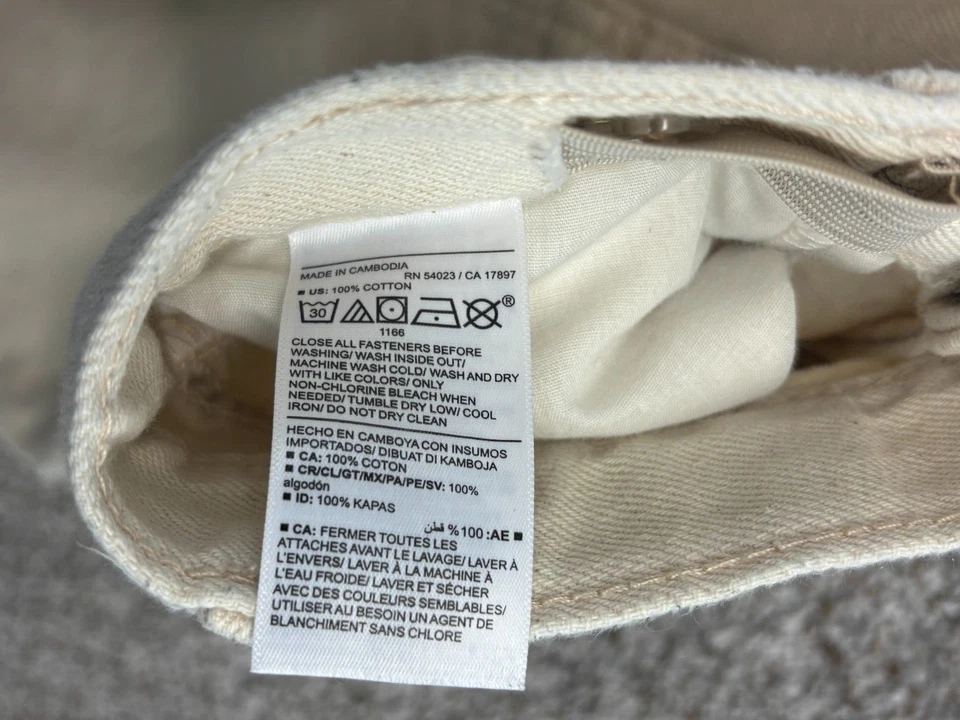 MADE IN CAMBODIA
RN 54023 / CA 17897
■ US: 100% COTTON
30
®
1166
CLOSE ALL FASTENERS BEFORE
WASHING/ WASH INSIDE OUT/
MACHINE WASH COLD/ WASH AND DRY
WITH LIKE COLORS/ ONLY
NON-CHLORINE BLEACH WHEN
NEEDED/ TUMBLE DRY LOW/ COOL
IRON/ DO NOT DRY CLEAN
HECHO EN CAMBOYA CON INSUMOS
IMPORTADOS/ DIBUAT DI KAMBOJA
■ CA: 100% COTON
■ CR/CL/GT/MX/PA/PE/SV: 100%
algodón
■ ID: 100% KAPAS
■ AE: 100% قطن
■ CA: FERMER TOUTES LES
ATTACHES AVANT LE LAVAGE/ LAVER À
L'ENVERS/ LAVER À LA MACHINE À
L'EAU FROIDE/ LAVER ET SÉCHER
AVEC DES COULEURS SEMBLABLES/
UTILISER AU BESOIN UN AGENT DE
BLANCHIMENT SANS CHLORE